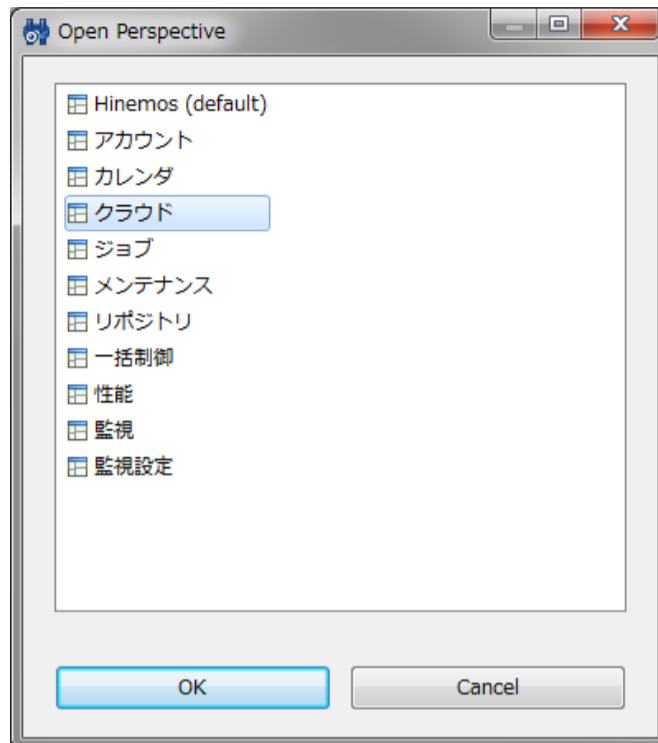 Open Perspective
Hinemos (default)
アカウント
カレンダ
クラウド
ジョブ
メンテナンス
リポジトリ
一括制御
性能
監視
監視設定
OK
Cancel